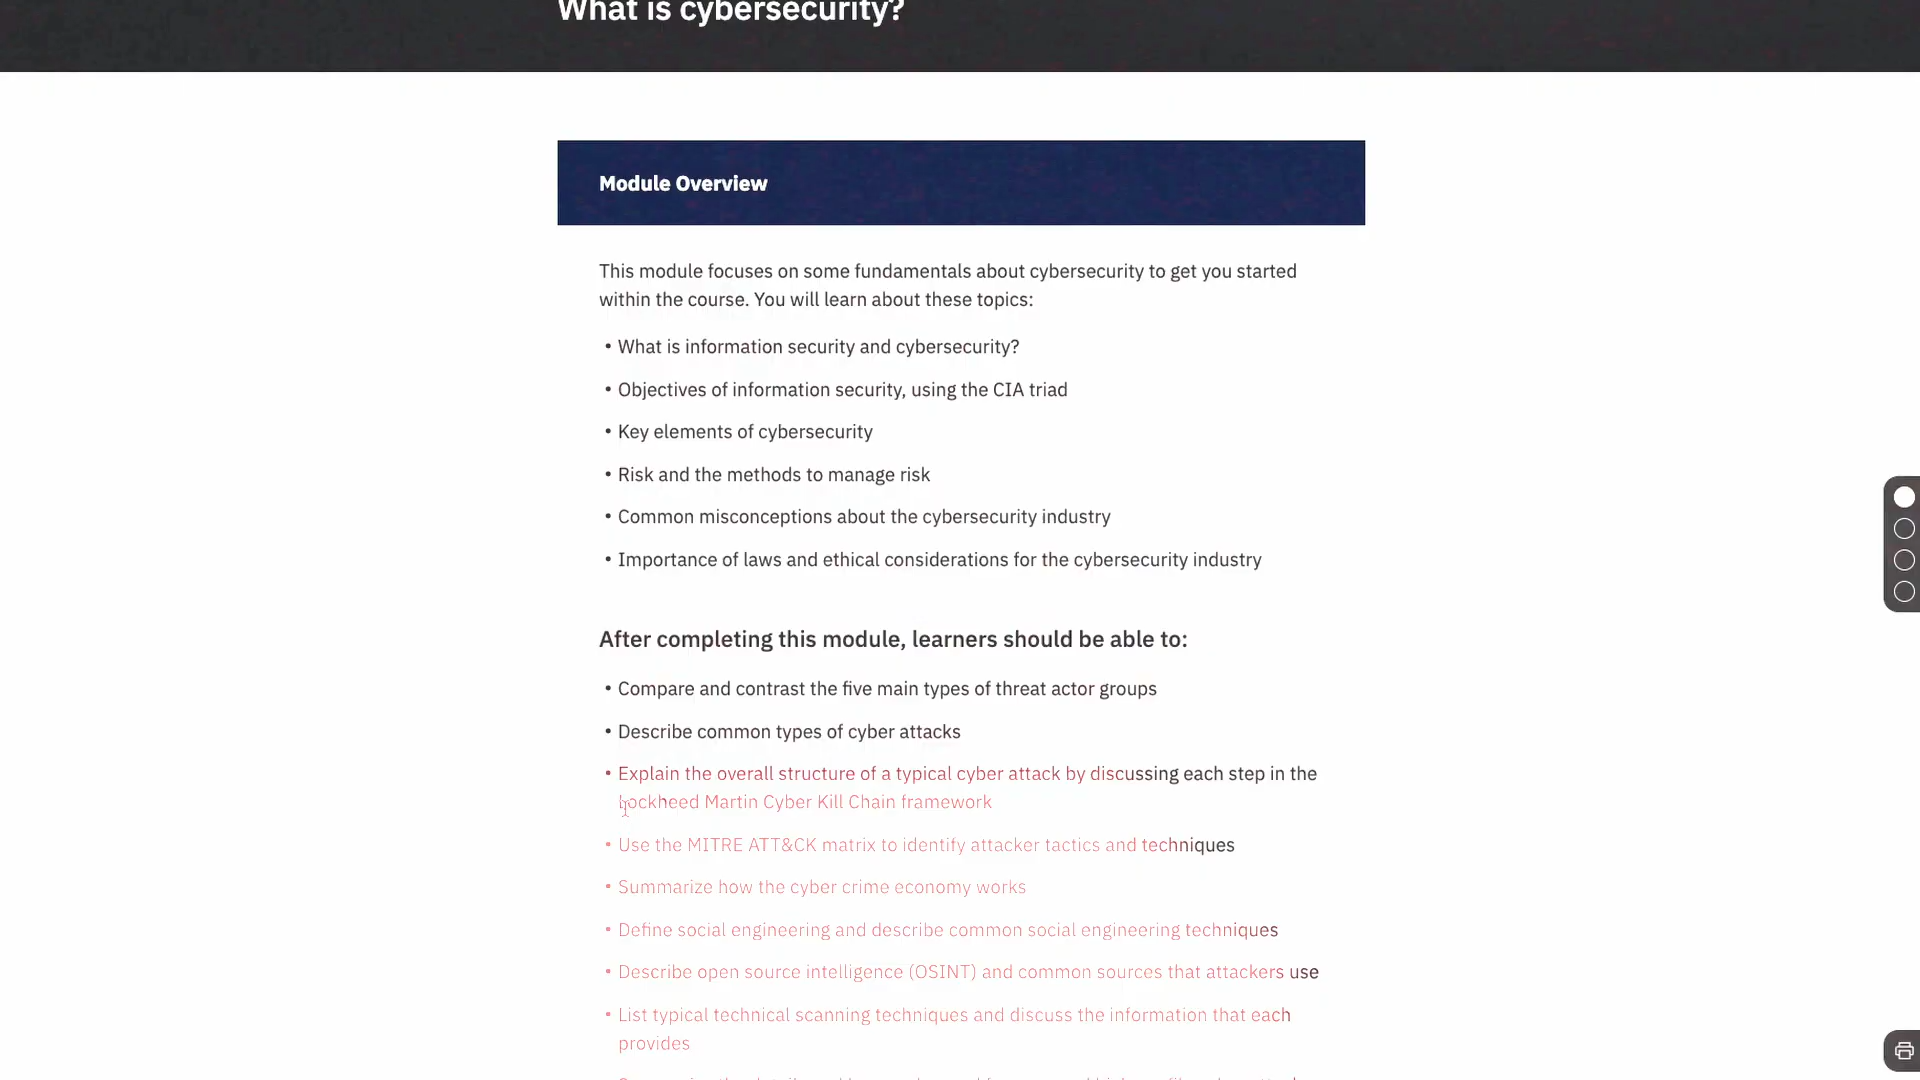 What is cybersecurity?
Module Overview
This module focuses on some fundamentals about cybersecurity to get you started
within the course. You will learn about these topics:
• What is information security and cybersecurity?
• Objectives of information security, using the CIA triad
• Key elements of cybersecurity
• Risk and the methods to manage risk
• Common misconceptions about the cybersecurity industry
• Importance of laws and ethical considerations for the cybersecurity industry
After completing this module, learners should be able to:
• Compare and contrast the five main types of threat actor groups
• Describe common types of cyber attacks
• Explain the overall structure of a typical cyber attack by discussing each step in the
Lockheed Martin Cyber Kill Chain framework
• Use the MITRE ATT&CK matrix to identify attacker tactics and techniques
• Summarize how the cyber crime economy works
• Define social engineering and describe common social engineering techniques
• Describe open source intelligence (OSINT) and common sources that attackers use
• List typical technical scanning techniques and discuss the information that each
provides